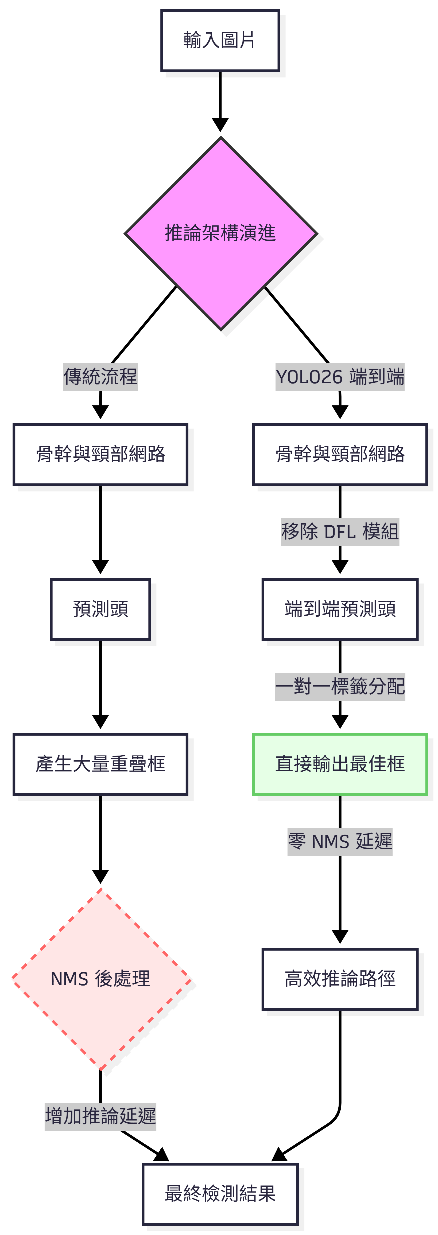 輸入圖片
推論架構演進
傳統流程
YOLO26 端到端
骨幹與頸部網路
骨幹與頸部網路
移除 DFL 模組
預測頭
端到端預測頭
一對一標籤分配
產生大量重疊框
直接輸出最佳框
零 NMS 延遲
NMS 後處理
高效推論路徑
增加推論延遲
最終檢測結果